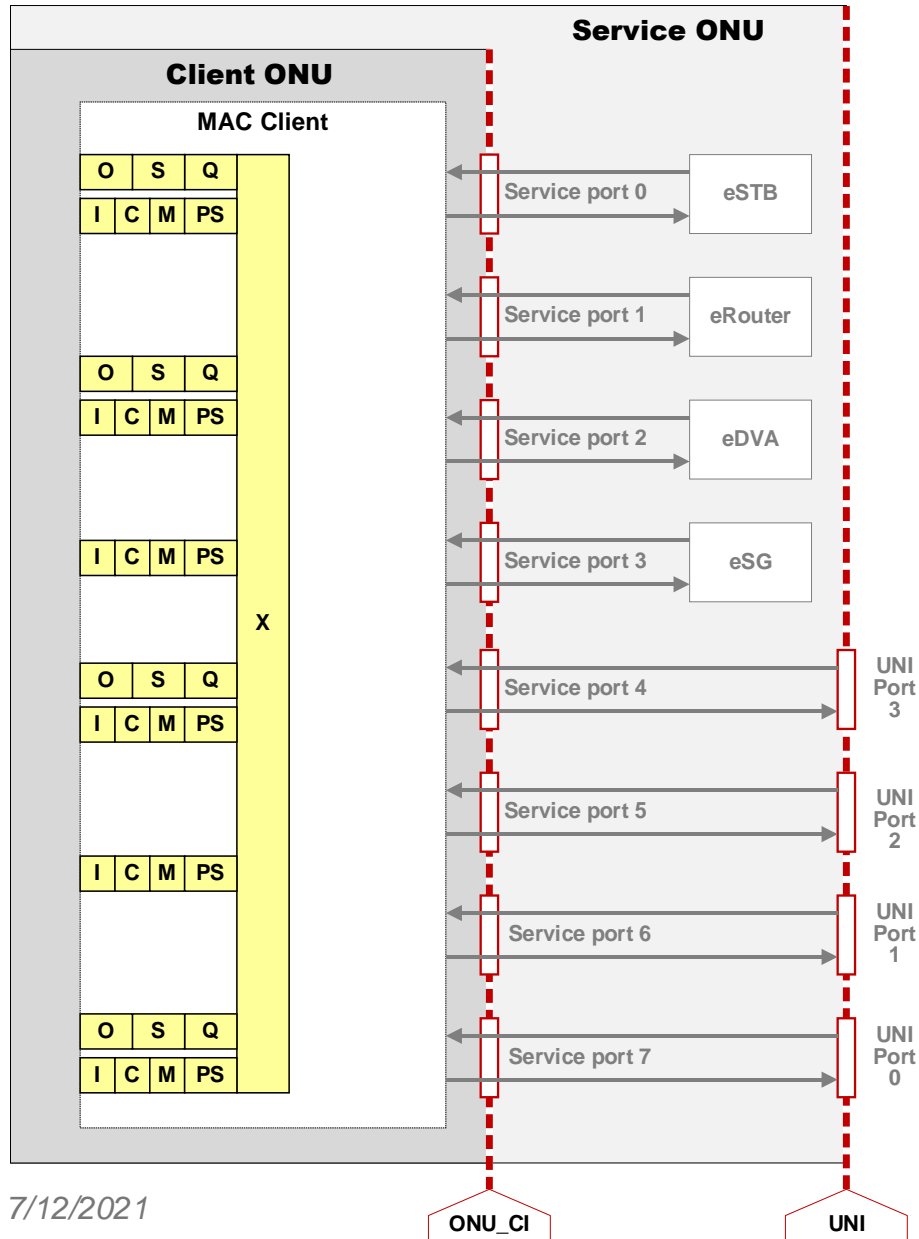 Service ONU
Client ONU
MAC Client
O S Q
I C M PS
Service port 0
eSTB
Service port 1
eRouter
O S Q
I C M PS
Service port 2
eDVA
I C M PS
Service port 3
eSG
X
O S Q
I C M PS
Service port 4
UNI
Port
3
Service port 5
UNI
Port
2
I C M PS
Service port 6
UNI
Port
1
O S Q
I C M PS
Service port 7
UNI
Port
0
7/12/2021
ONU_CI
UNI